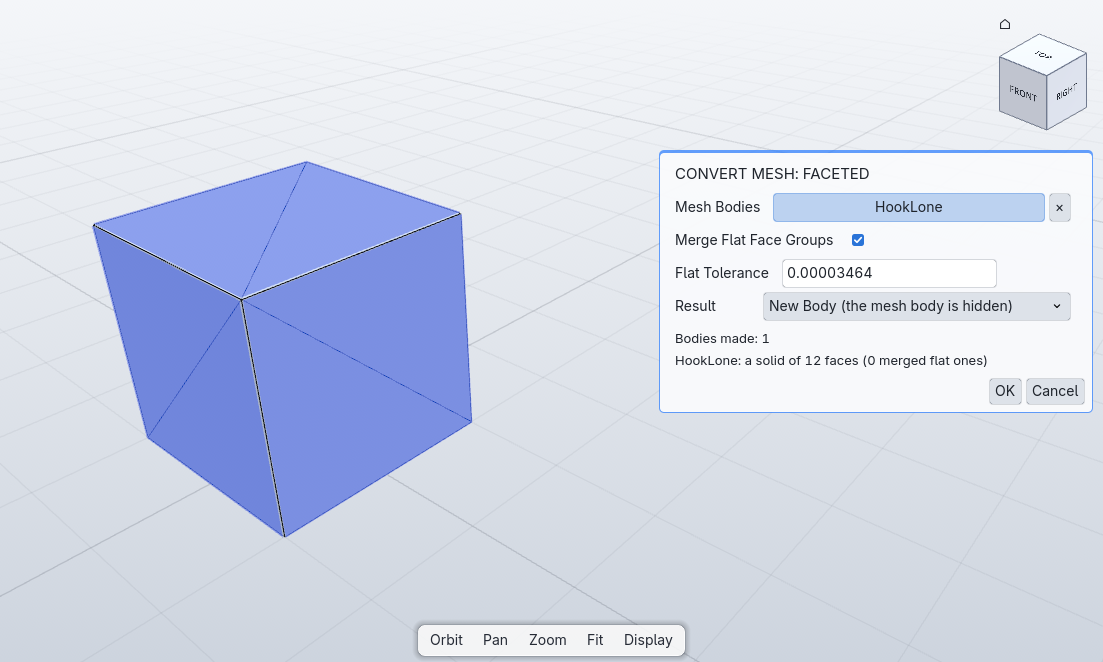 TOP
FRONT
RIGHT
CONVERT MESH: FACETED
Mesh Bodies HookLone ×
Merge Flat Face Groups
Flat Tolerance 0.00003464
Result New Body (the mesh body is hidden)
Bodies made: 1
HookLone: a solid of 12 faces (0 merged flat ones)
OK Cancel
Orbit Pan Zoom Fit Display